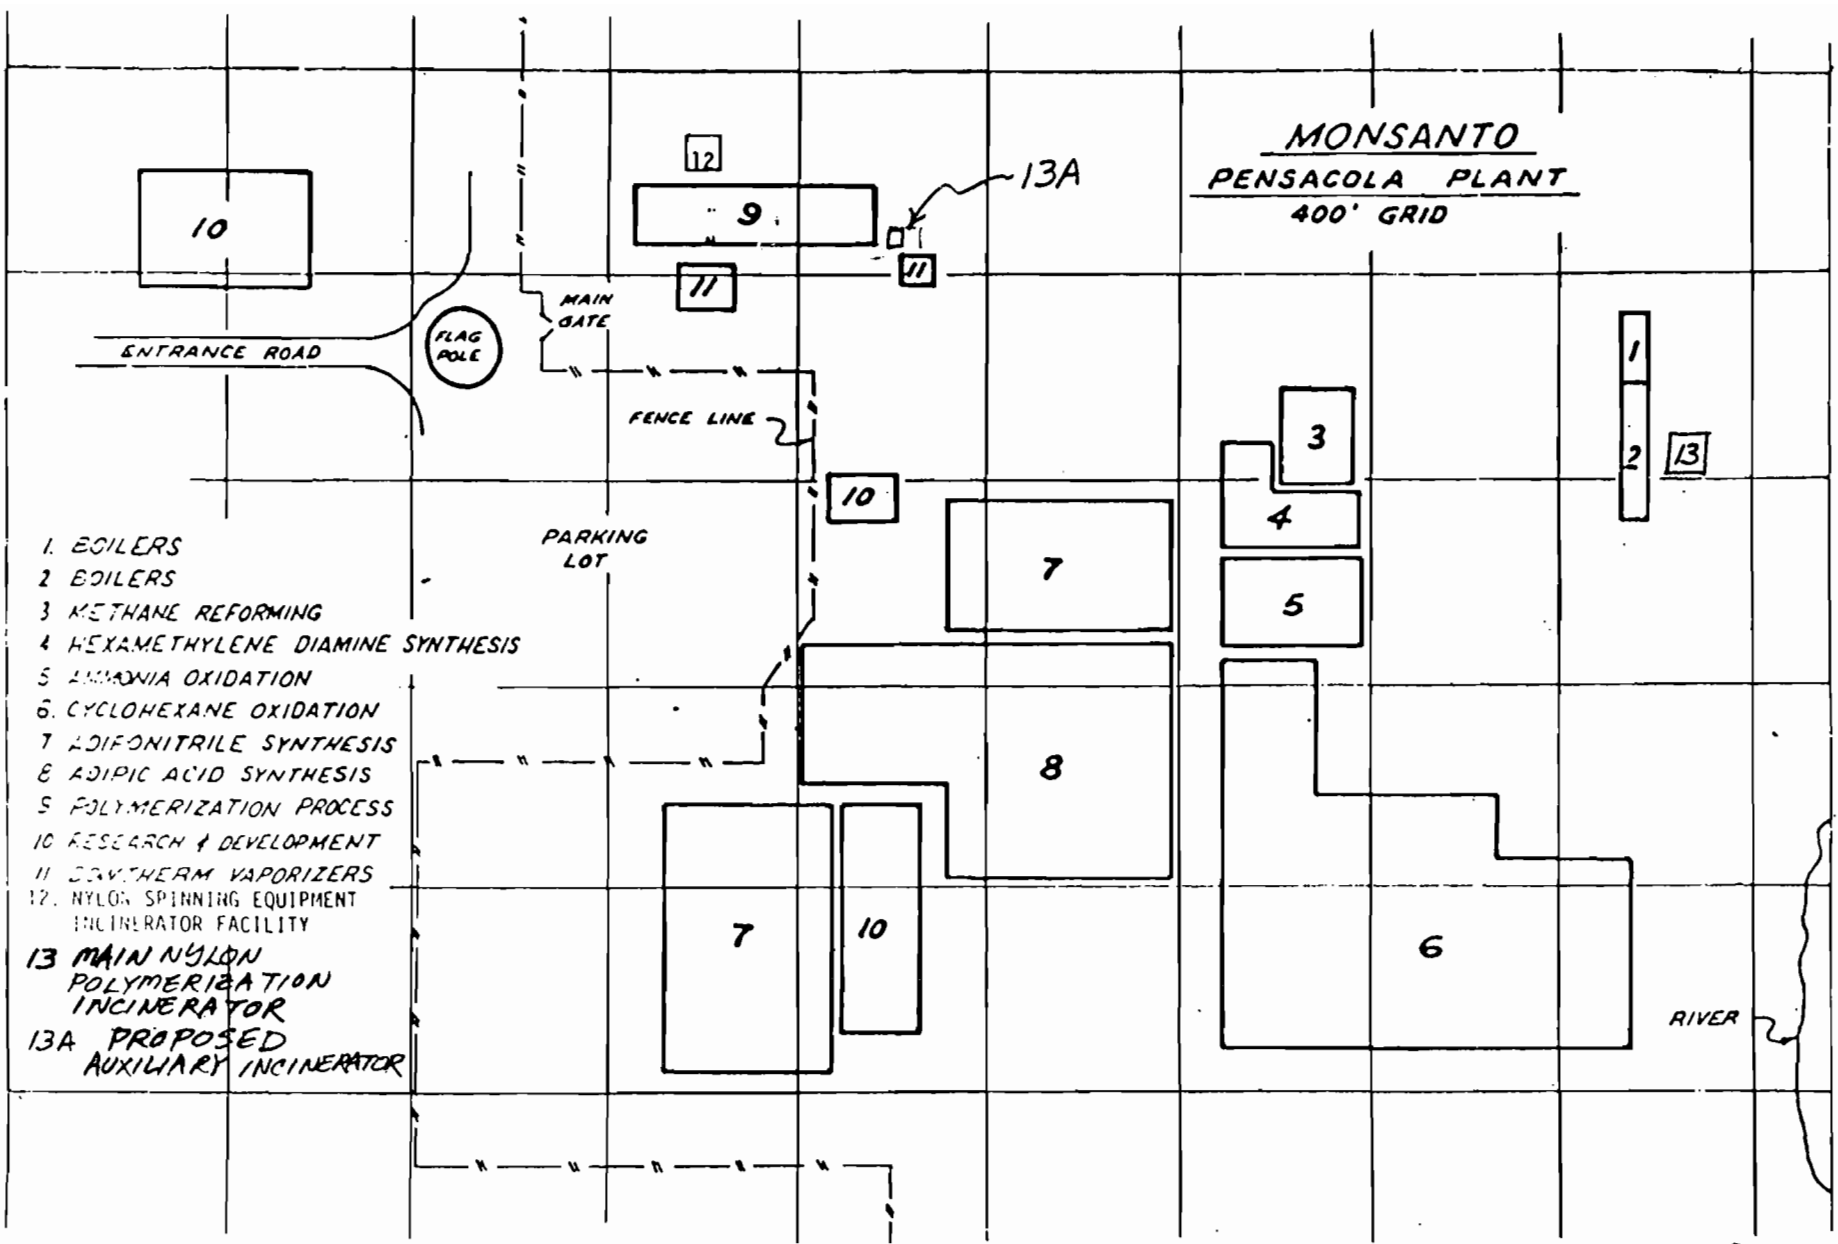 MONSANTO
PENSACOLA PLANT
400' GRID
12
13A
10
9
11
11
MAIN
GATE
FLAG
POLE
ENTRANCE ROAD
1
FENCE LINE
3
2
13
10
4
PARKING
LOT
7
5
8
7
10
6
RIVER
1. BOILERS
2 BOILERS
3 METHANE REFORMING
4 HEXAMETHYLENE DIAMINE SYNTHESIS
5 AMMONIA OXIDATION
6. CYCLOHEXANE OXIDATION
7 ADIPONITRILE SYNTHESIS
8 ADIPIC ACID SYNTHESIS
9 POLYMERIZATION PROCESS
10 RESEARCH & DEVELOPMENT
11 DOWTHERM VAPORIZERS
12. NYLON SPINNING EQUIPMENT
INCINERATOR FACILITY
13 MAIN NYLON
POLYMERIZATION
INCINERATOR
13A PROPOSED
AUXILIARY INCINERATOR